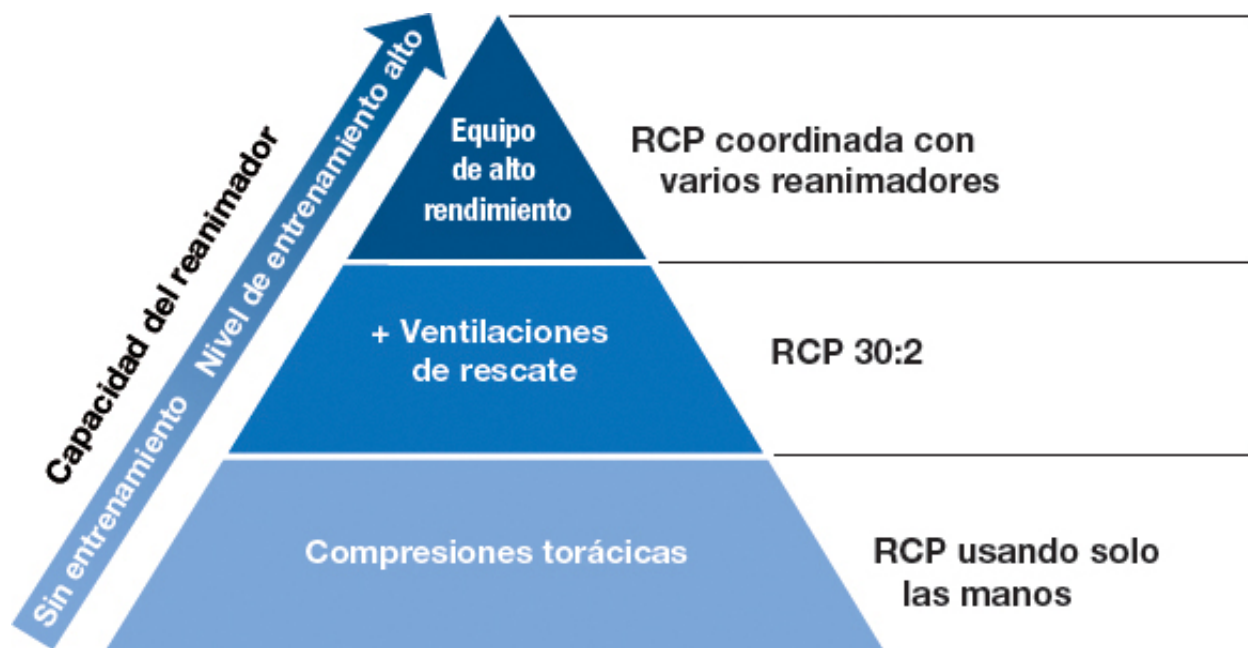 Capacidad del reanimador
Sin entrenamiento Nivel de entrenamiento alto
Equipo
de alto
rendimiento
RCP coordinada con
varios reanimadores
+ Ventilaciones
de rescate
RCP 30:2
Compresiones torácicas
RCP usando solo
las manos